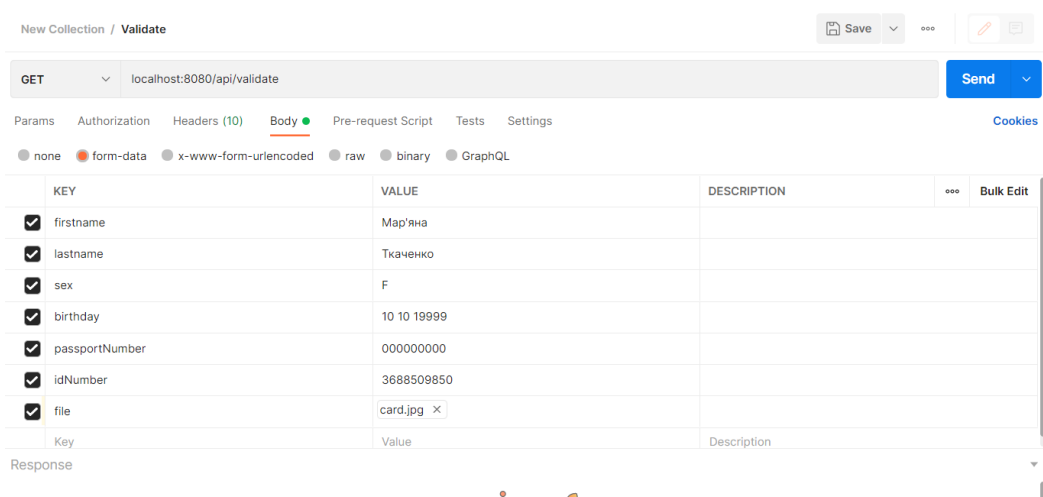 New Collection / Validate
Save
GET localhost:8080/api/validate Send
Params Authorization Headers (10) Body Pre-request Script Tests Settings Cookies
none form-data x-www-form-urlencoded raw binary GraphQL
KEY VALUE DESCRIPTION Bulk Edit
firstname Мар'яна
lastname Ткаченко
sex F
birthday 10 10 19999
passportNumber 000000000
idNumber 3688509850
file card.jpg
Key Value Description
Response